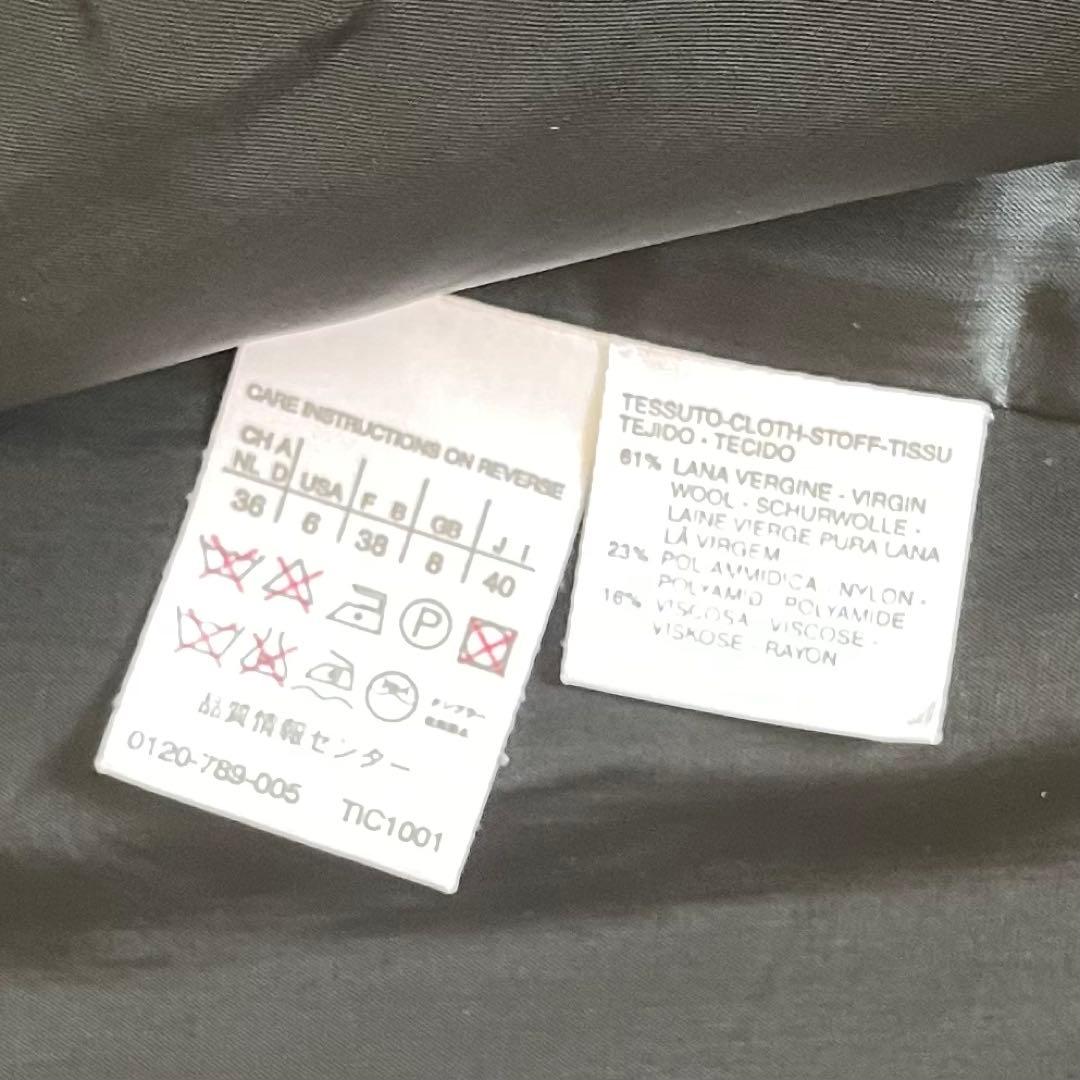 CARE INSTRUCTIONS ON REVERSE
CH A USA F B GB J I
NL D
36 6 38 8 40
P
品質情報センター
0120-789-005 TIC1001
TESSUTO-CLOTH-STOFF-TISSU
TEJIDO · TECIDO
61% LANA VERGINE - VIRGIN
WOOL - SCHURWOLLE -
LAINE VIERGE PURA LANA
LÃ VIRGEM
23% POLIAMMIDICA - NYLON -
POLYAMID POLYAMIDE
16% VISCOSA VISCOSE -
VISKOSE - RAYON